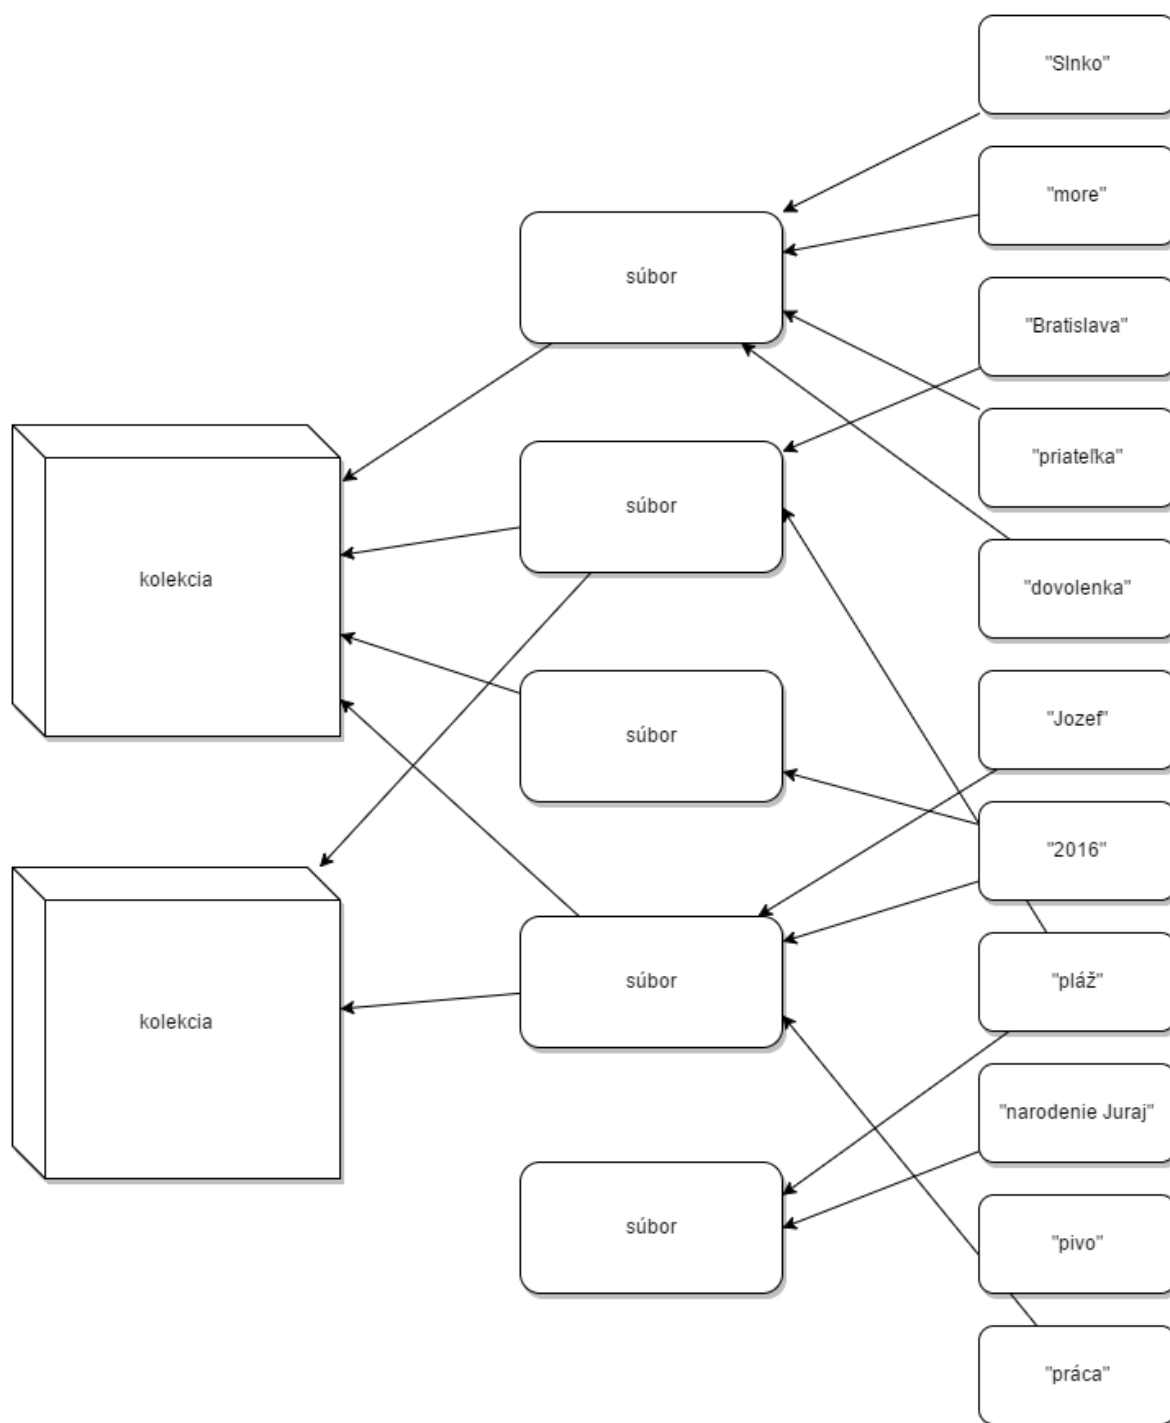 "Slnko"
"more"
súbor
"Bratislava"
"priateľka"
súbor
kolekcia
"dovolenka"
"Jozef"
súbor
"2016"
súbor
"pláž"
kolekcia
"narodenie Juraj"
súbor
"pivo"
"práca"